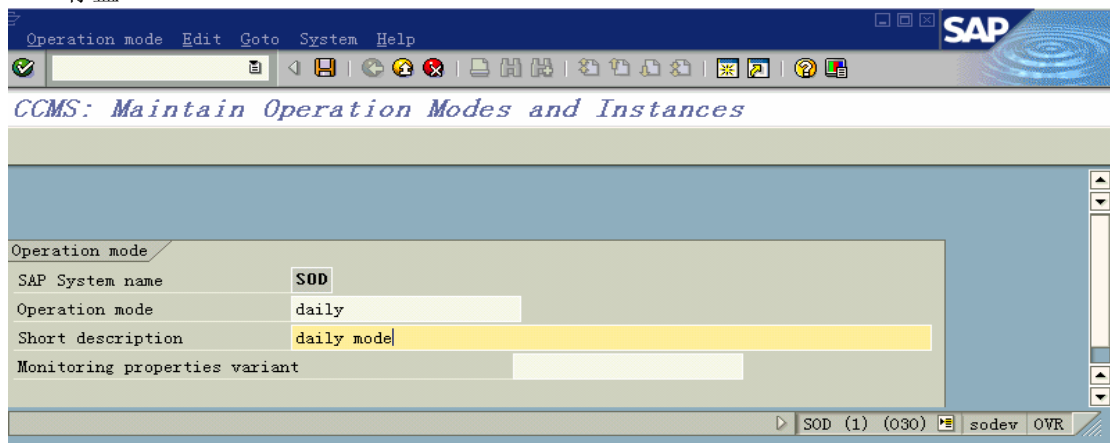 Operation mode Edit Goto System Help
SAP
CCMS: Maintain Operation Modes and Instances
Operation mode
SAP System name SOD
Operation mode daily
Short description daily mode
Monitoring properties variant
SOD (1) (030) sodev OVR